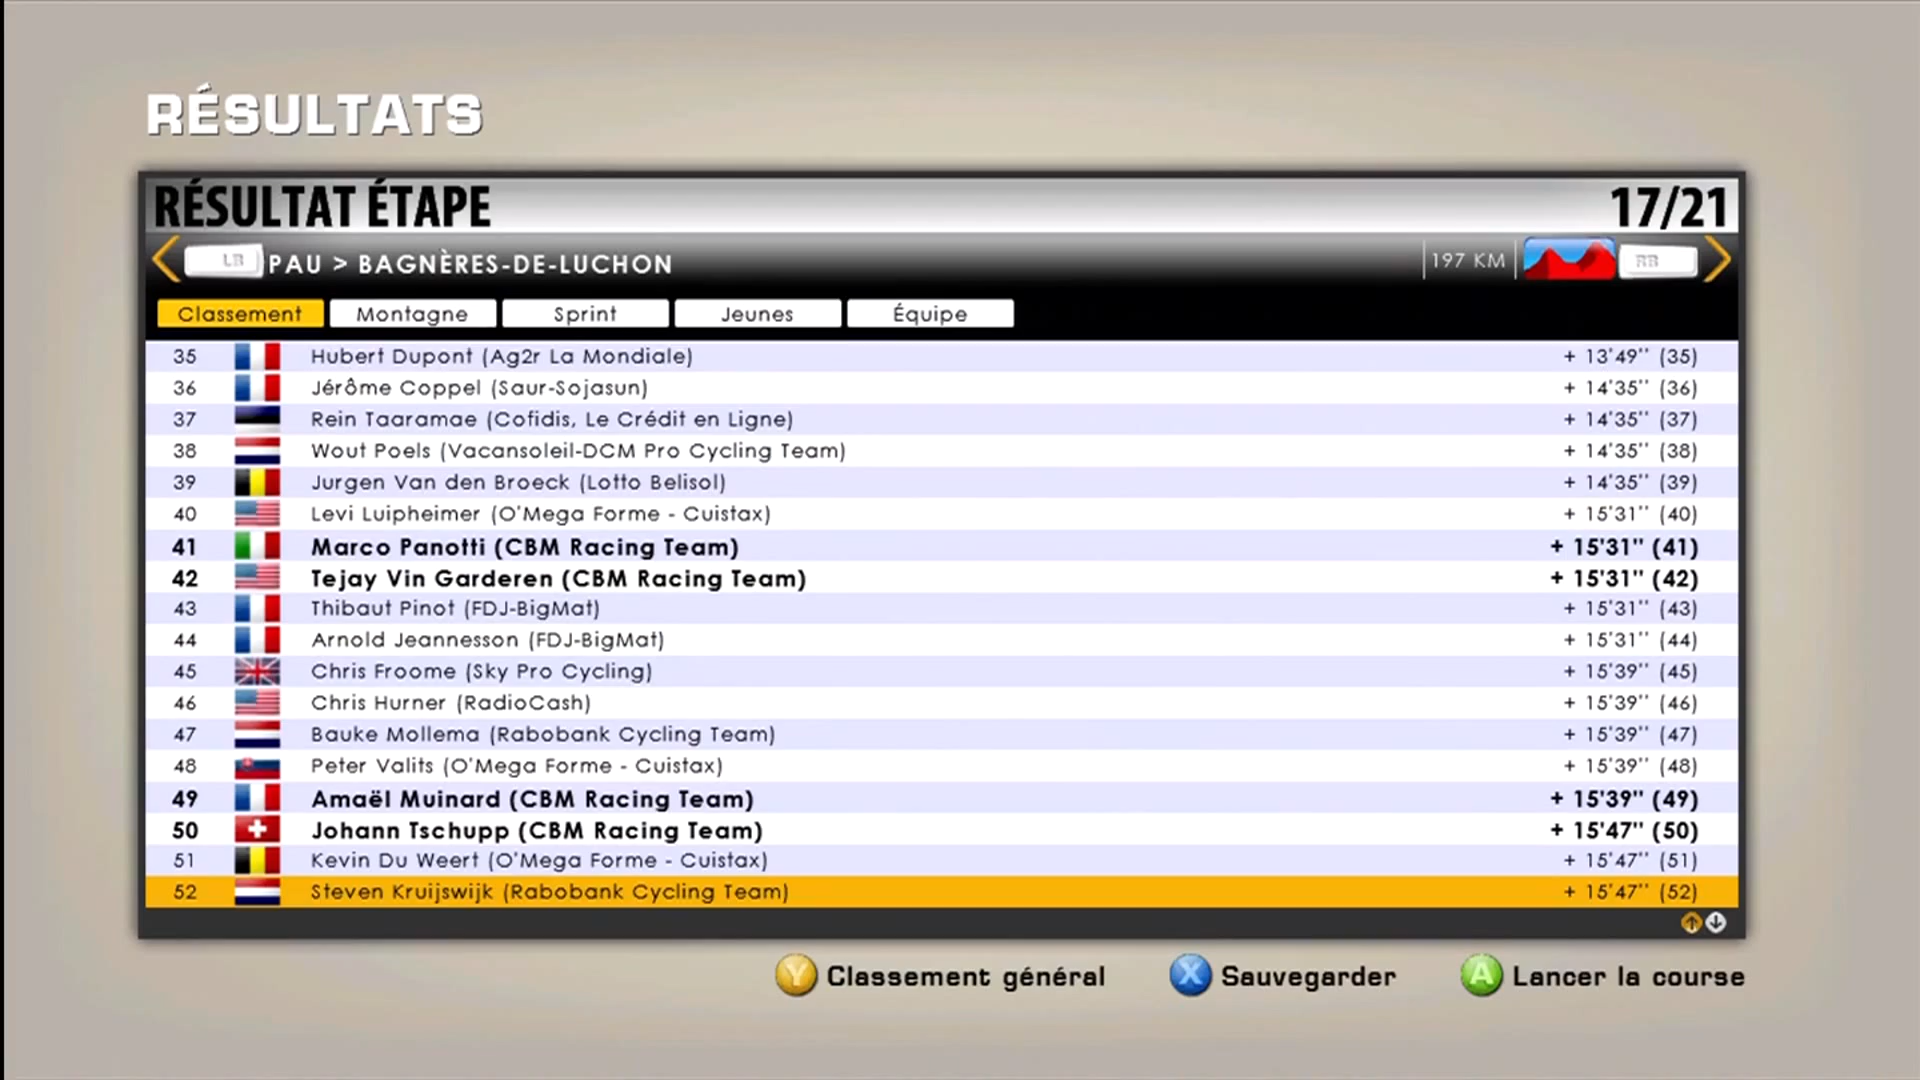 RÉSULTATS
RÉSULTAT ÉTAPE 17/21
LB PAU > BAGNÈRES-DE-LUCHON 197 KM RB
Classement Montagne Sprint Jeunes Équipe
35 Hubert Dupont (Ag2r La Mondiale) + 13'49'' (35)
36 Jérôme Coppel (Saur-Sojasun) + 14'35'' (36)
37 Rein Taaramae (Cofidis, Le Crédit en Ligne) + 14'35'' (37)
38 Wout Poels (Vacansoleil-DCM Pro Cycling Team) + 14'35'' (38)
39 Jurgen Van den Broeck (Lotto Belisol) + 14'35'' (39)
40 Levi Luipheimer (O'Mega Forme - Cuistax) + 15'31'' (40)
41 Marco Panotti (CBM Racing Team) + 15'31'' (41)
42 Tejay Vin Garderen (CBM Racing Team) + 15'31'' (42)
43 Thibaut Pinot (FDJ-BigMat) + 15'31'' (43)
44 Arnold Jeannesson (FDJ-BigMat) + 15'31'' (44)
45 Chris Froome (Sky Pro Cycling) + 15'39'' (45)
46 Chris Hurner (RadioCash) + 15'39'' (46)
47 Bauke Mollema (Rabobank Cycling Team) + 15'39'' (47)
48 Peter Valits (O'Mega Forme - Cuistax) + 15'39'' (48)
49 Amaël Muinard (CBM Racing Team) + 15'39'' (49)
50 Johann Tschupp (CBM Racing Team) + 15'47'' (50)
51 Kevin Du Weert (O'Mega Forme - Cuistax) + 15'47'' (51)
52 Steven Kruijswijk (Rabobank Cycling Team) + 15'47'' (52)
Y Classement général X Sauvegarder A Lancer la course